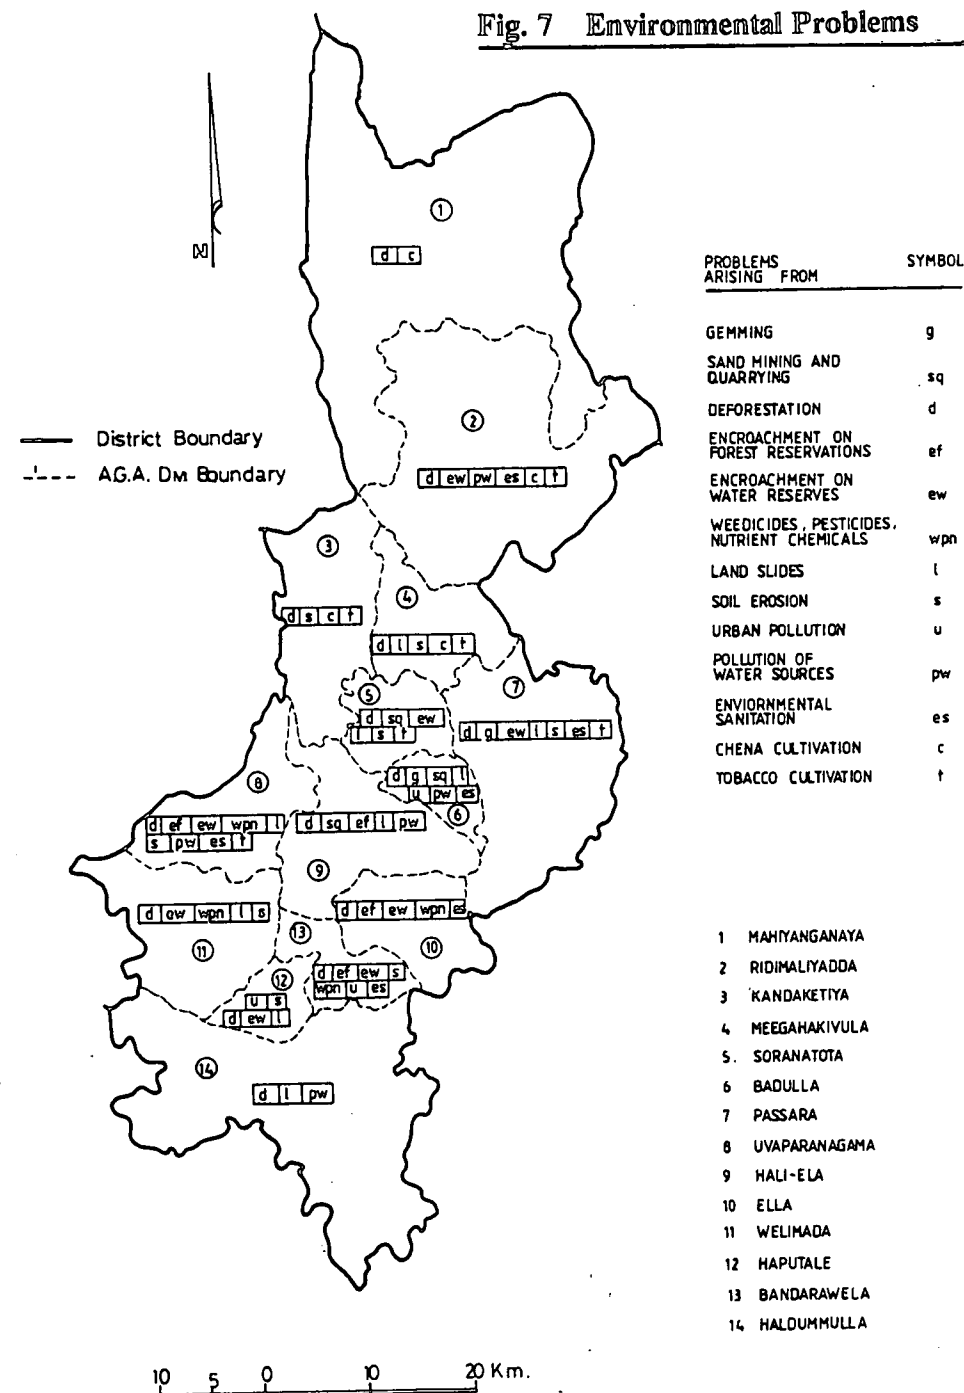 Fig. 7 Environmental Problems
N
District Boundary
A.G.A. DIVI Boundary
1
d c
2
d ew pw es c t
3
d s c t
4
d l s c t
5
d sq ew
l s t
7
d g ew l s es t
d g sq l
u pw es
6
8
d ef ew wpn l
s pw es t
d sq ef l pw
9
d ow wpn l s
11
d ef ew wpn es
10
13
d ef ew s
wpn u es
12
u s
d ew l
14
d l pw
PROBLEMS ARISING FROM SYMBOL
GEMMING g
SAND MINING AND
QUARRYING sq
DEFORESTATION d
ENCROACHMENT ON
FOREST RESERVATIONS ef
ENCROACHMENT ON
WATER RESERVES ew
WEEDICIDES, PESTICIDES,
NUTRIENT CHEMICALS wpn
LAND SLIDES l
SOIL EROSION s
URBAN POLLUTION u
POLLUTION OF
WATER SOURCES pw
ENVIORNMENTAL
SANITATION es
CHENA CULTIVATION c
TOBACCO CULTIVATION t
1 MAHIYANGANAYA
2 RIDIMALIYADDA
3 KANDAKETIYA
4 MEEGAHAKIVULA
5. SORANATOTA
6 BADULLA
7 PASSARA
8 UVAPARANAGAMA
9 HALI-ELA
10 ELLA
11 WELIMADA
12 HAPUTALE
13 BANDARAWELA
14 HALDUMMULLA
10 5 0 10 20 Km.